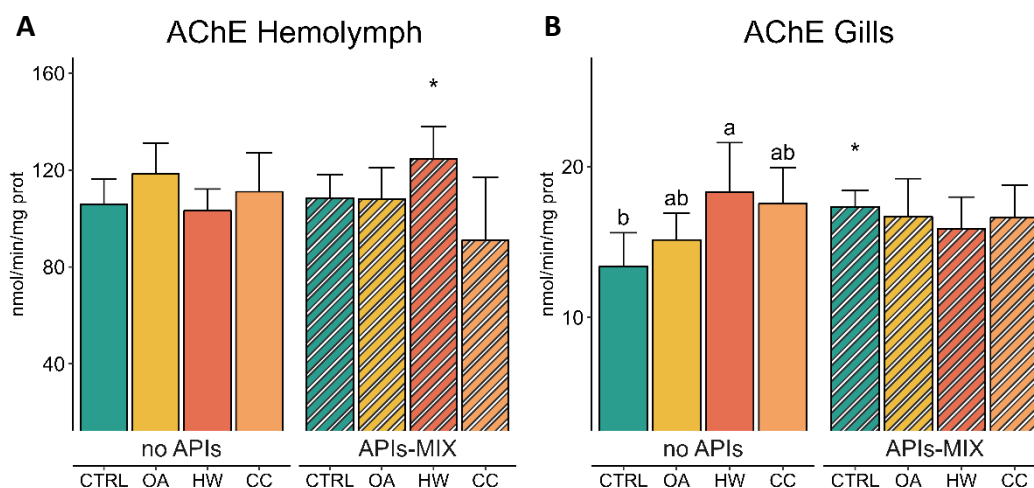 A
AChE Hemolymph
nmol/min/mg prot
160
120
80
40
*
no APIs
APIs-MIX
CTRL OA HW CC CTRL OA HW CC
B
AChE Gills
nmol/min/mg prot
20
10
b
ab
a
ab
*
no APIs
APIs-MIX
CTRL OA HW CC CTRL OA HW CC